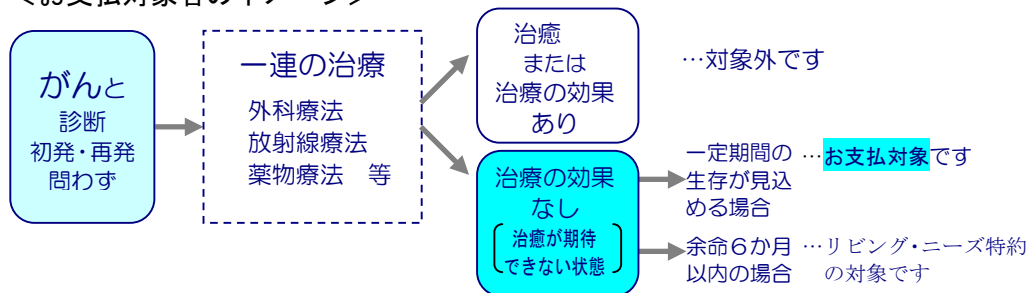 がんと
診断
初発・再発
問わず
一連の治療
外科療法
放射線療法
薬物療法　等
治癒
または
治療の効果
あり
…対象外です
治療の効果
なし
治癒が期待
できない状態
一定期間の
生存が見込
める場合
…お支払対象です
余命６か月
以内の場合
…リビング・ニーズ特約
の対象です